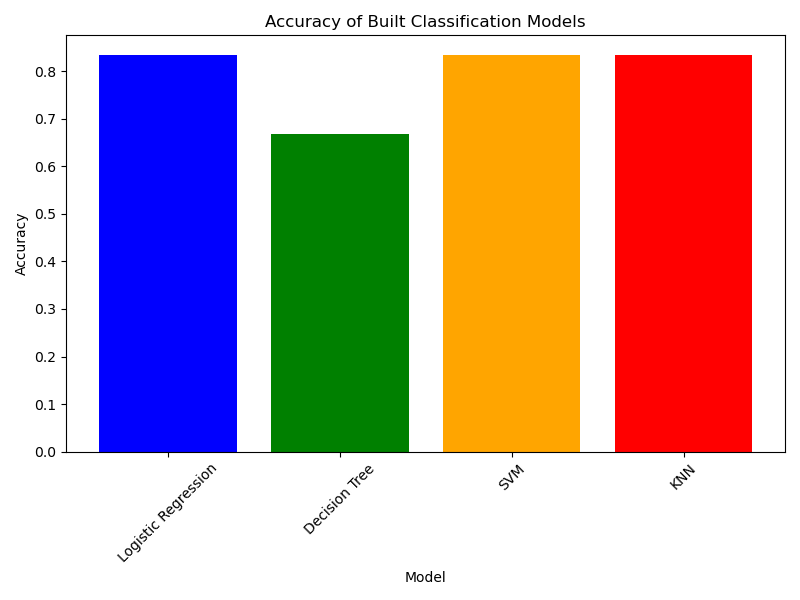 Accuracy of Built Classification Models
Accuracy
0.8
0.7
0.6
0.5
0.4
0.3
0.2
0.1
0.0
Logistic Regression
Decision Tree
SVM
KNN
Model